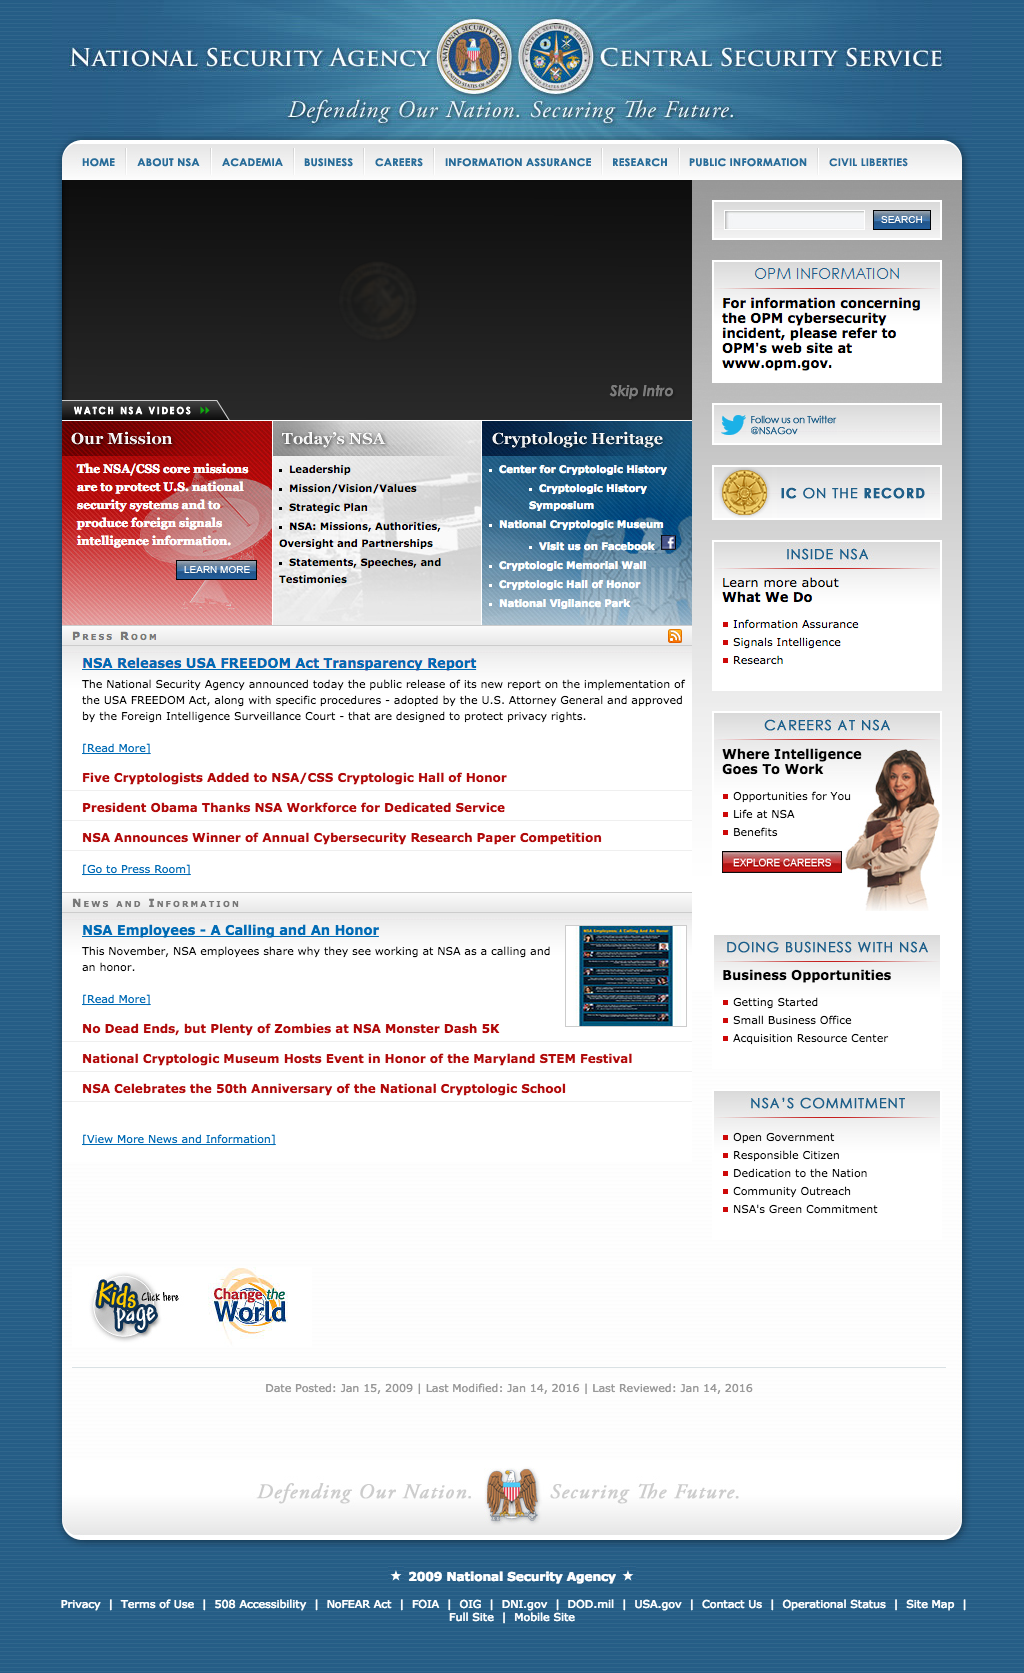 NATIONAL SECURITY AGENCY CENTRAL SECURITY SERVICE
Defending Our Nation. Securing The Future.
HOME ABOUT NSA ACADEMIA BUSINESS CAREERS INFORMATION ASSURANCE RESEARCH PUBLIC INFORMATION CIVIL LIBERTIES
Skip Intro
WATCH NSA VIDEOS
Our Mission
The NSA/CSS core missions
are to protect U.S. national
security systems and to
produce foreign signals
intelligence information.
LEARN MORE
Today's NSA
Leadership
Mission/Vision/Values
Strategic Plan
NSA: Missions, Authorities,
Oversight and Partnerships
Statements, Speeches, and
Testimonies
Cryptologic Heritage
Center for Cryptologic History
Cryptologic History
Symposium
National Cryptologic Museum
Visit us on Facebook
Cryptologic Memorial Wall
Cryptologic Hall of Honor
National Vigilance Park
PRESS ROOM
NSA Releases USA FREEDOM Act Transparency Report
The National Security Agency announced today the public release of its new report on the implementation of
the USA FREEDOM Act, along with specific procedures - adopted by the U.S. Attorney General and approved
by the Foreign Intelligence Surveillance Court - that are designed to protect privacy rights.
[Read More]
Five Cryptologists Added to NSA/CSS Cryptologic Hall of Honor
President Obama Thanks NSA Workforce for Dedicated Service
NSA Announces Winner of Annual Cybersecurity Research Paper Competition
[Go to Press Room]
NEWS AND INFORMATION
NSA Employees - A Calling and An Honor
This November, NSA employees share why they see working at NSA as a calling and
an honor.
[Read More]
No Dead Ends, but Plenty of Zombies at NSA Monster Dash 5K
National Cryptologic Museum Hosts Event in Honor of the Maryland STEM Festival
NSA Celebrates the 50th Anniversary of the National Cryptologic School
[View More News and Information]
SEARCH
OPM INFORMATION
For information concerning
the OPM cybersecurity
incident, please refer to
OPM's web site at
www.opm.gov.
Follow us on Twitter
@NSAGov
IC ON THE RECORD
INSIDE NSA
Learn more about
What We Do
Information Assurance
Signals Intelligence
Research
CAREERS AT NSA
Where Intelligence
Goes To Work
Opportunities for You
Life at NSA
Benefits
EXPLORE CAREERS
DOING BUSINESS WITH NSA
Business Opportunities
Getting Started
Small Business Office
Acquisition Resource Center
NSA'S COMMITMENT
Open Government
Responsible Citizen
Dedication to the Nation
Community Outreach
NSA's Green Commitment
Kids page Click here
Change the World
Date Posted: Jan 15, 2009 | Last Modified: Jan 14, 2016 | Last Reviewed: Jan 14, 2016
Defending Our Nation. Securing The Future.
★ 2009 National Security Agency ★
Privacy | Terms of Use | 508 Accessibility | NoFEAR Act | FOIA | OIG | DNI.gov | DOD.mil | USA.gov | Contact Us | Operational Status | Site Map |
Full Site | Mobile Site